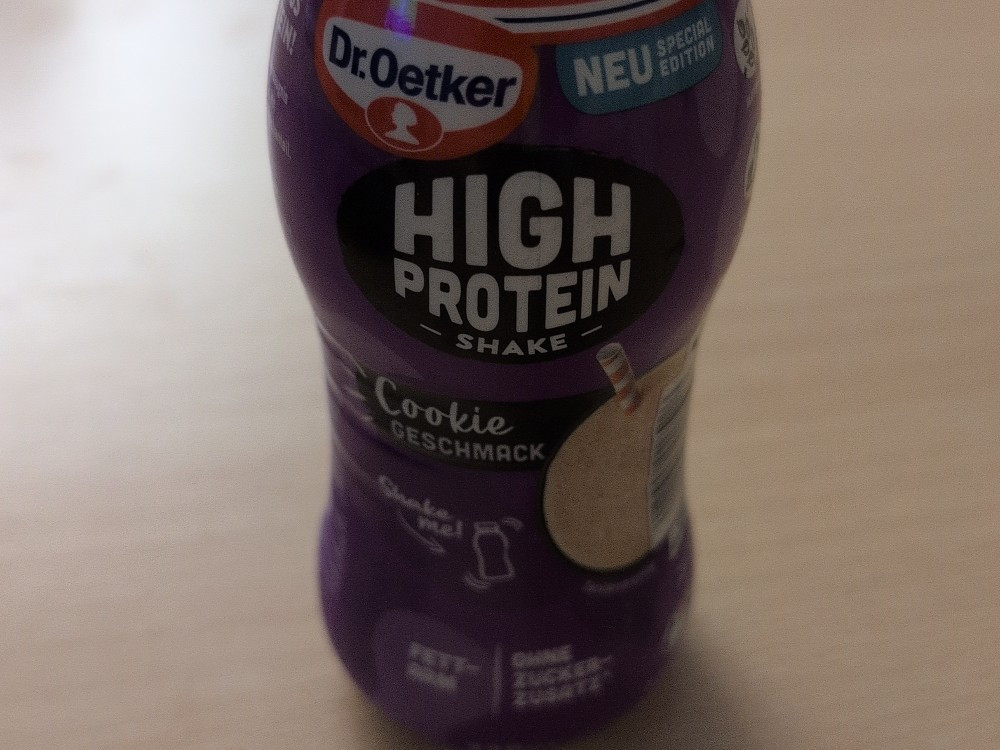 Dr.Oetker
NEU SPECIAL
EDITION
HIGH
PROTEIN
SHAKE
Cookie
GESCHMACK
Shake
me!
FETT-
ARM
OHNE
ZUCKER-
ZUSATZ